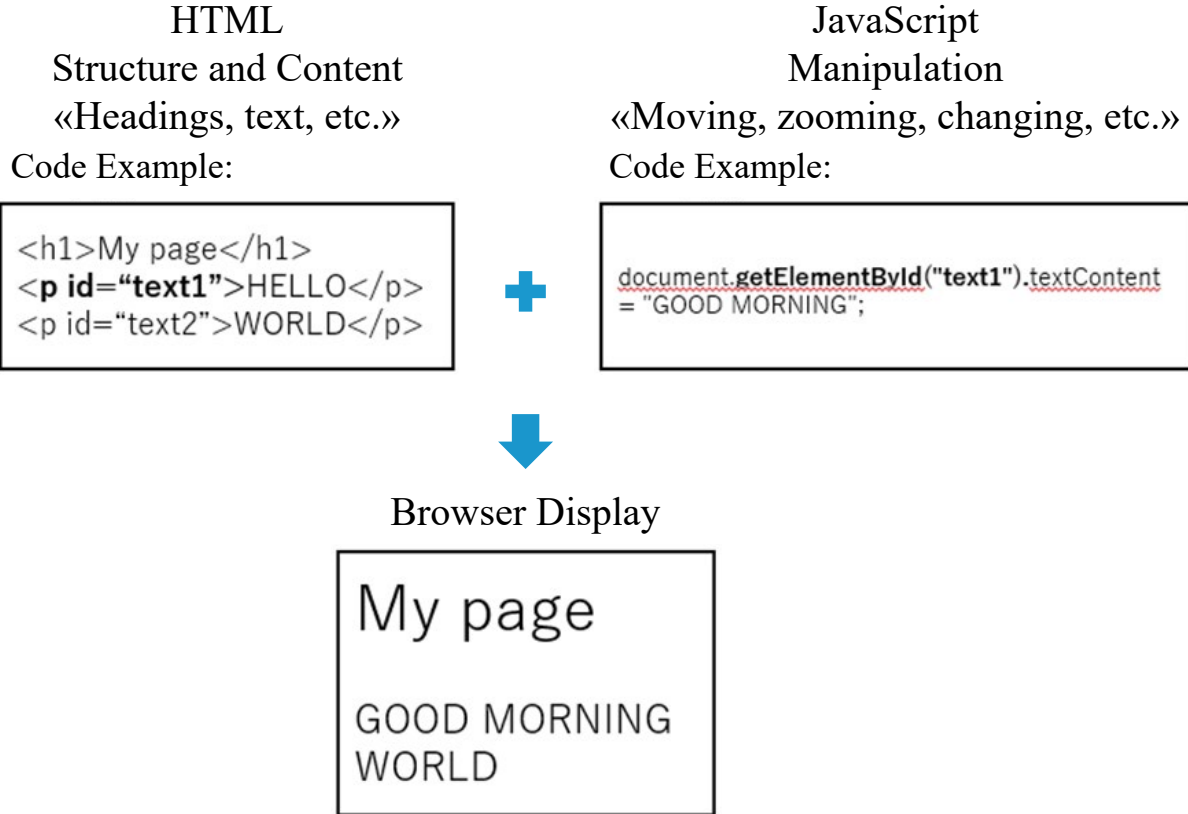 HTML
Structure and Content
«Headings, text, etc.»
Code Example:
<h1>My page</h1>
<p id=“text1”>HELLO</p>
<p id=“text2”>WORLD</p>
JavaScript
Manipulation
«Moving, zooming, changing, etc.»
Code Example:
document.getElementById("text1").textContent
= "GOOD MORNING";
Browser Display
My page
GOOD MORNING
WORLD